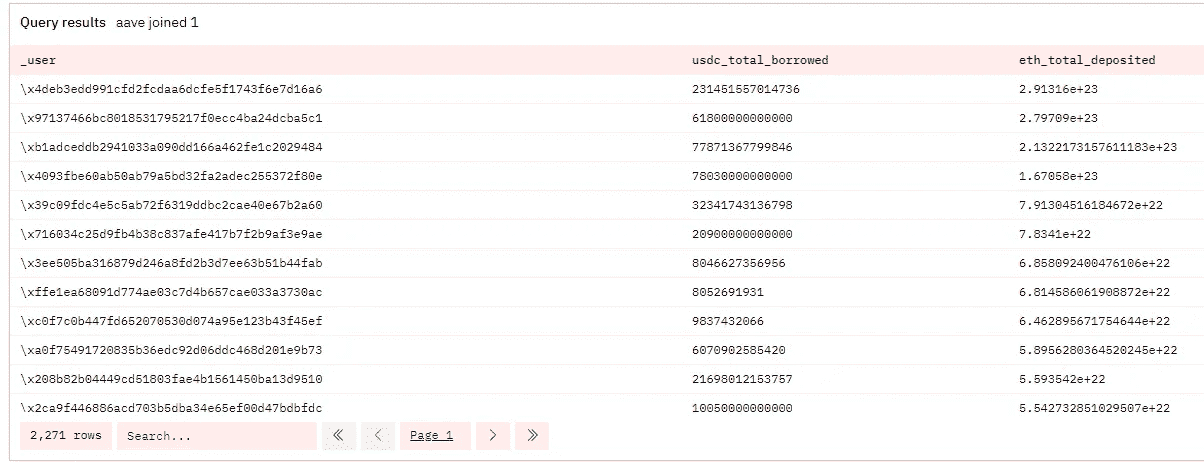 Query results aave joined 1
_user usdc_total_borrowed eth_total_deposited
\x4deb3edd991cfd2fcdaa6dcfe5f1743f6e7d16a6 231451557014736 2.91316e+23
\x97137466bc8018531795217f0ecc4ba24dcba5c1 61800000000000 2.79709e+23
\xb1adceddb2941033a090dd166a462fe1c2029484 77871367799846 2.1322173157611183e+23
\x4093fbe60ab50ab79a5bd32fa2adec255372f80e 78030000000000 1.67058e+23
\x39c09fdc4e5c5ab72f6319ddbc2cae40e67b2a60 32341743136798 7.91304516184672e+22
\x716034c25d9fb4b38c837afe417b7f2b9af3e9ae 20900000000000 7.8341e+22
\x3ee505ba316879d246a8fd2b3d7ee63b51b44fab 8046627356956 6.858092400476106e+22
\xffe1ea68091d774ae03c7d4b657cae033a3730ac 8052691931 6.814586061908872e+22
\xc0f7c0b447fd652070530d074a95e123b43f45ef 9837432066 6.462895671754644e+22
\xa0f75491720835b36edc92d06ddc468d201e9b73 6070902585420 5.8956280364520245e+22
\x208b82b04449cd51803fae4b1561450ba13d9510 21698012153757 5.593542e+22
\x2ca9f446886acd703b5dba34e65ef00d47bdbfdc 10050000000000 5.542732851029507e+22
2,271 rows Search... « < Page 1 > »